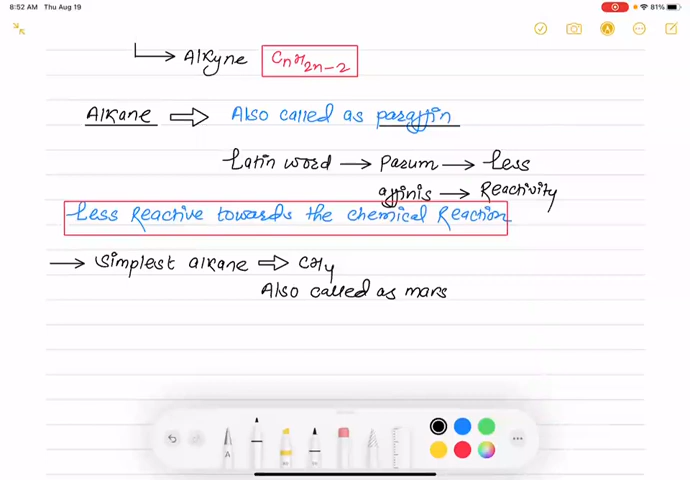 8:52 AM Thu Aug 19 81%
Alkyne CnH2n-2
Alkane ⇒ Also called as paraffin
Latin word → Parum → Less
affinis → Reactivity
Less Reactive towards the chemical Reaction
→ Simplest alkane ⇒ CH4
Also called as mars
A